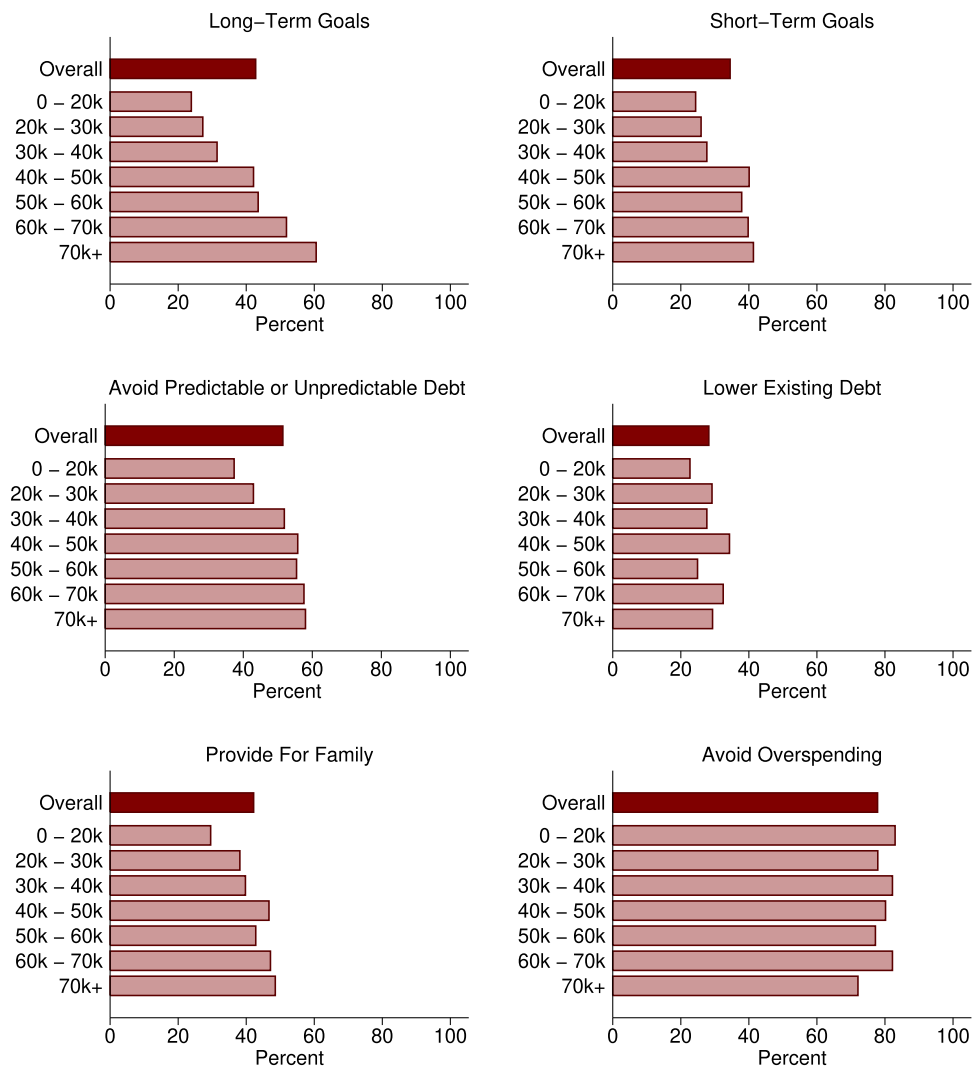 Long−Term Goals
Overall
0 − 20k
20k − 30k
30k − 40k
40k − 50k
50k − 60k
60k − 70k
70k+
0 20 40 60 80 100
Percent
Short−Term Goals
Overall
0 − 20k
20k − 30k
30k − 40k
40k − 50k
50k − 60k
60k − 70k
70k+
0 20 40 60 80 100
Percent
Avoid Predictable or Unpredictable Debt
Overall
0 − 20k
20k − 30k
30k − 40k
40k − 50k
50k − 60k
60k − 70k
70k+
0 20 40 60 80 100
Percent
Lower Existing Debt
Overall
0 − 20k
20k − 30k
30k − 40k
40k − 50k
50k − 60k
60k − 70k
70k+
0 20 40 60 80 100
Percent
Provide For Family
Overall
0 − 20k
20k − 30k
30k − 40k
40k − 50k
50k − 60k
60k − 70k
70k+
0 20 40 60 80 100
Percent
Avoid Overspending
Overall
0 − 20k
20k − 30k
30k − 40k
40k − 50k
50k − 60k
60k − 70k
70k+
0 20 40 60 80 100
Percent